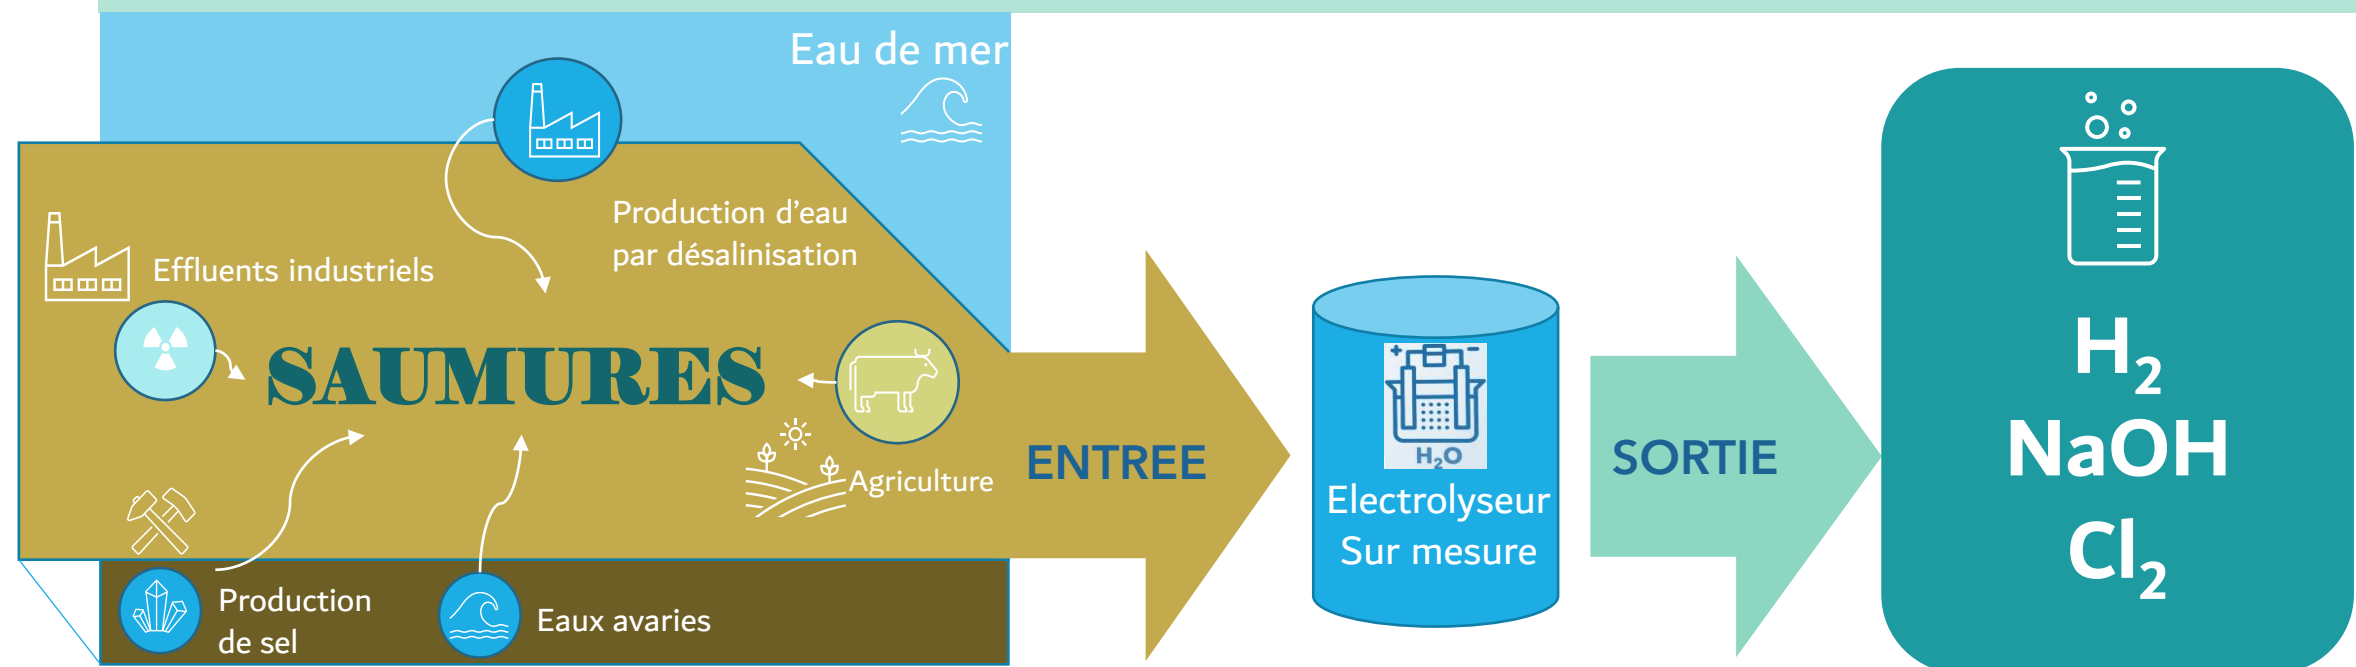 Eau de mer
Production d'eau
par désalinisation
Effluents industriels
SAUMURES
Agriculture
Production
de sel
Eaux avaries
ENTREE
+ -
H₂O
Electrolyseur
Sur mesure
SORTIE
H₂
NaOH
Cl₂